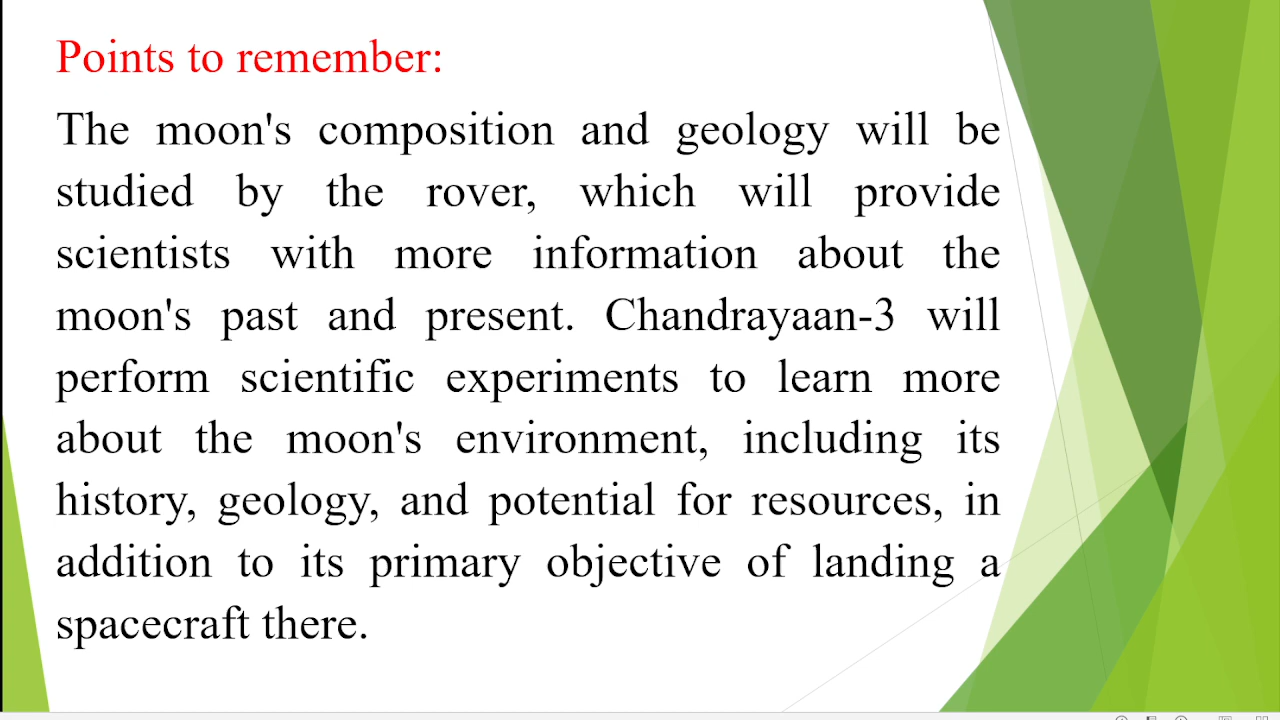 Points to remember:
The moon's composition and geology will be
studied by the rover, which will provide
scientists with more information about the
moon's past and present. Chandrayaan-3 will
perform scientific experiments to learn more
about the moon's environment, including its
history, geology, and potential for resources, in
addition to its primary objective of landing a
spacecraft there.